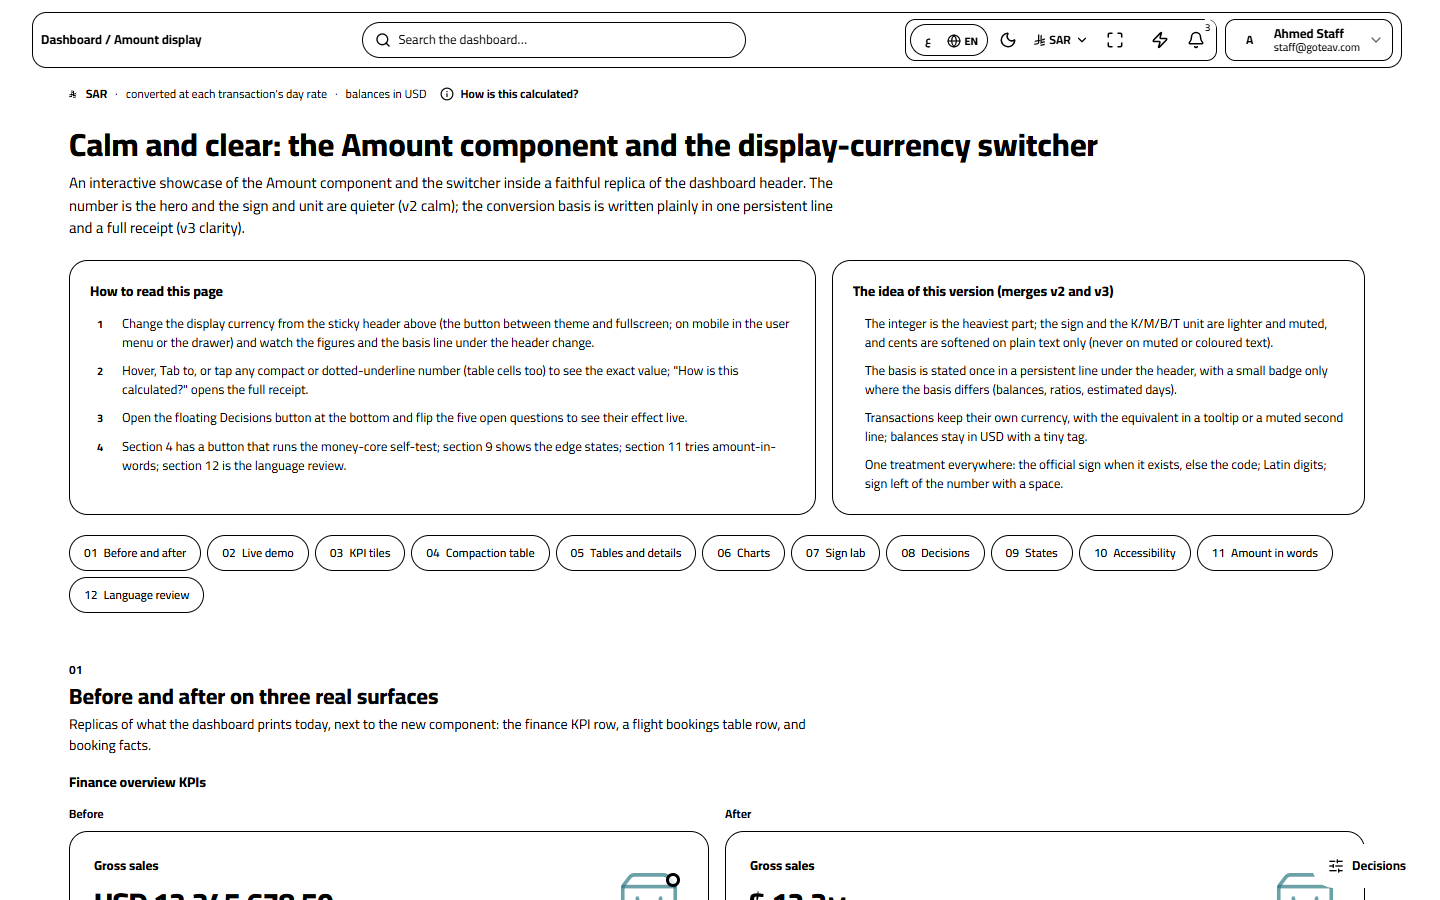 Dashboard / Amount display
Search the dashboard...
ع
EN
SAR
3
A
Ahmed Staff
staff@goteav.com
SAR · converted at each transaction's day rate · balances in USD
How is this calculated?
Calm and clear: the Amount component and the display-currency switcher
An interactive showcase of the Amount component and the switcher inside a faithful replica of the dashboard header. The
number is the hero and the sign and unit are quieter (v2 calm); the conversion basis is written plainly in one persistent line
and a full receipt (v3 clarity).
How to read this page
1 Change the display currency from the sticky header above (the button between theme and fullscreen; on mobile in the user
menu or the drawer) and watch the figures and the basis line under the header change.
2 Hover, Tab to, or tap any compact or dotted-underline number (table cells too) to see the exact value; "How is this
calculated?" opens the full receipt.
3 Open the floating Decisions button at the bottom and flip the five open questions to see their effect live.
4 Section 4 has a button that runs the money-core self-test; section 9 shows the edge states; section 11 tries amount-in-
words; section 12 is the language review.
The idea of this version (merges v2 and v3)
The integer is the heaviest part; the sign and the K/M/B/T unit are lighter and muted,
and cents are softened on plain text only (never on muted or coloured text).
The basis is stated once in a persistent line under the header, with a small badge only
where the basis differs (balances, ratios, estimated days).
Transactions keep their own currency, with the equivalent in a tooltip or a muted second
line; balances stay in USD with a tiny tag.
One treatment everywhere: the official sign when it exists, else the code; Latin digits;
sign left of the number with a space.
01 Before and after
02 Live demo
03 KPI tiles
04 Compaction table
05 Tables and details
06 Charts
07 Sign lab
08 Decisions
09 States
10 Accessibility
11 Amount in words
12 Language review
01
Before and after on three real surfaces
Replicas of what the dashboard prints today, next to the new component: the finance KPI row, a flight bookings table row, and
booking facts.
Finance overview KPIs
Before
After
Gross sales
Gross sales
Decisions